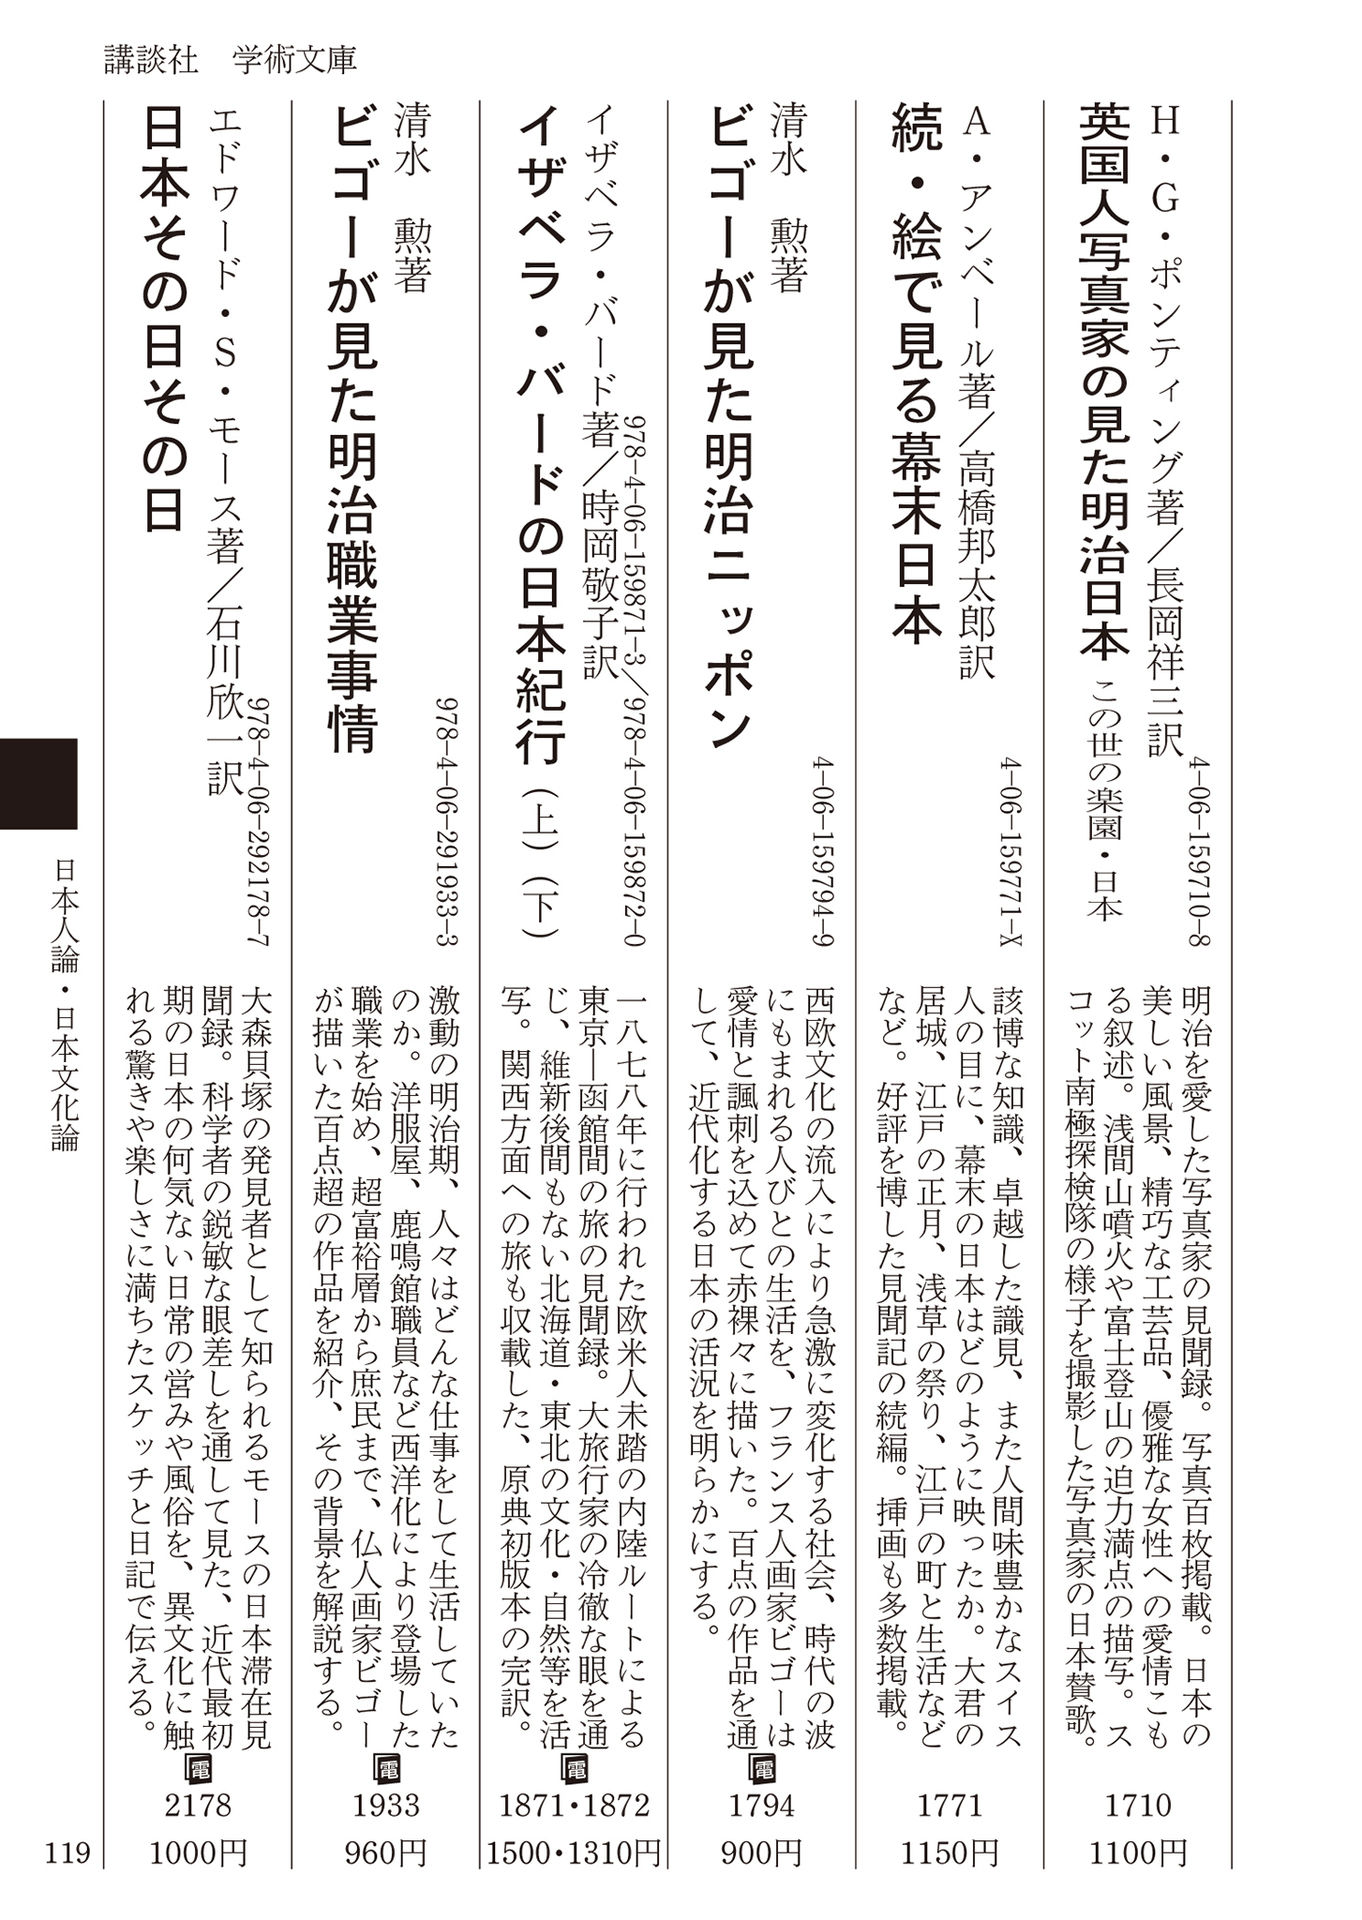 講談社　学術文庫
H・G・ポンティング著／長岡祥三訳
英国人写真家の見た明治日本 この世の楽園・日本
4-06-159710-8
明治を愛した写真家の見聞録。写真百枚掲載。日本の
美しい風景、精巧な工芸品、優雅な女性への愛情こも
る叙述。浅間山噴火や富士登山の迫力満点の描写。ス
コット南極探検隊の様子を撮影した写真家の日本賛歌。
1710
1100円
A・アンベール著／高橋邦太郎訳
続・絵で見る幕末日本
4-06-159771-X
該博な知識、卓越した識見、また人間味豊かなスイス
人の目に、幕末の日本はどのように映ったか。大君の
居城、江戸の正月、浅草の祭り、江戸の町と生活など
など。好評を博した見聞記の続編。挿画も多数掲載。
1771
1150円
清水　勲著
ビゴーが見た明治ニッポン
4-06-159794-9
西欧文化の流入により急激に変化する社会、時代の波
にもまれる人びとの生活を、フランス人画家ビゴーは
愛情と諷刺を込めて赤裸々に描いた。百点の作品を通
して、近代化する日本の活況を明らかにする。
電
1794
900円
イザベラ・バード著／時岡敬子訳
イザベラ・バードの日本紀行（上）（下）
978-4-06-159871-3／978-4-06-159872-0
一八七八年に行われた欧米人未踏の内陸ルートによる
東京―函館間の旅の見聞録。大旅行家の冷徹な眼を通
じ、維新後間もない北海道・東北の文化・自然等を活
写。関西方面への旅も収載した、原典初版本の完訳。
電
1871・1872
1500・1310円
清水　勲著
ビゴーが見た明治職業事情
978-4-06-291933-3
激動の明治期、人々はどんな仕事をして生活していた
のか。洋服屋、鹿鳴館職員など西洋化により登場した
職業を始め、超富裕層から庶民まで、仏人画家ビゴー
が描いた百点超の作品を紹介、その背景を解説する。
電
1933
960円
エドワード・S・モース著／石川欣一訳
日本その日その日
978-4-06-292178-7
大森貝塚の発見者として知られるモースの日本滞在見
聞録。科学者の鋭敏な眼差しを通して見た、近代最初
期の日本の何気ない日常の営みや風俗を、異文化に触
れる驚きや楽しさに満ちたスケッチと日記で伝える。
電
2178
1000円
日本人論・日本文化論
119